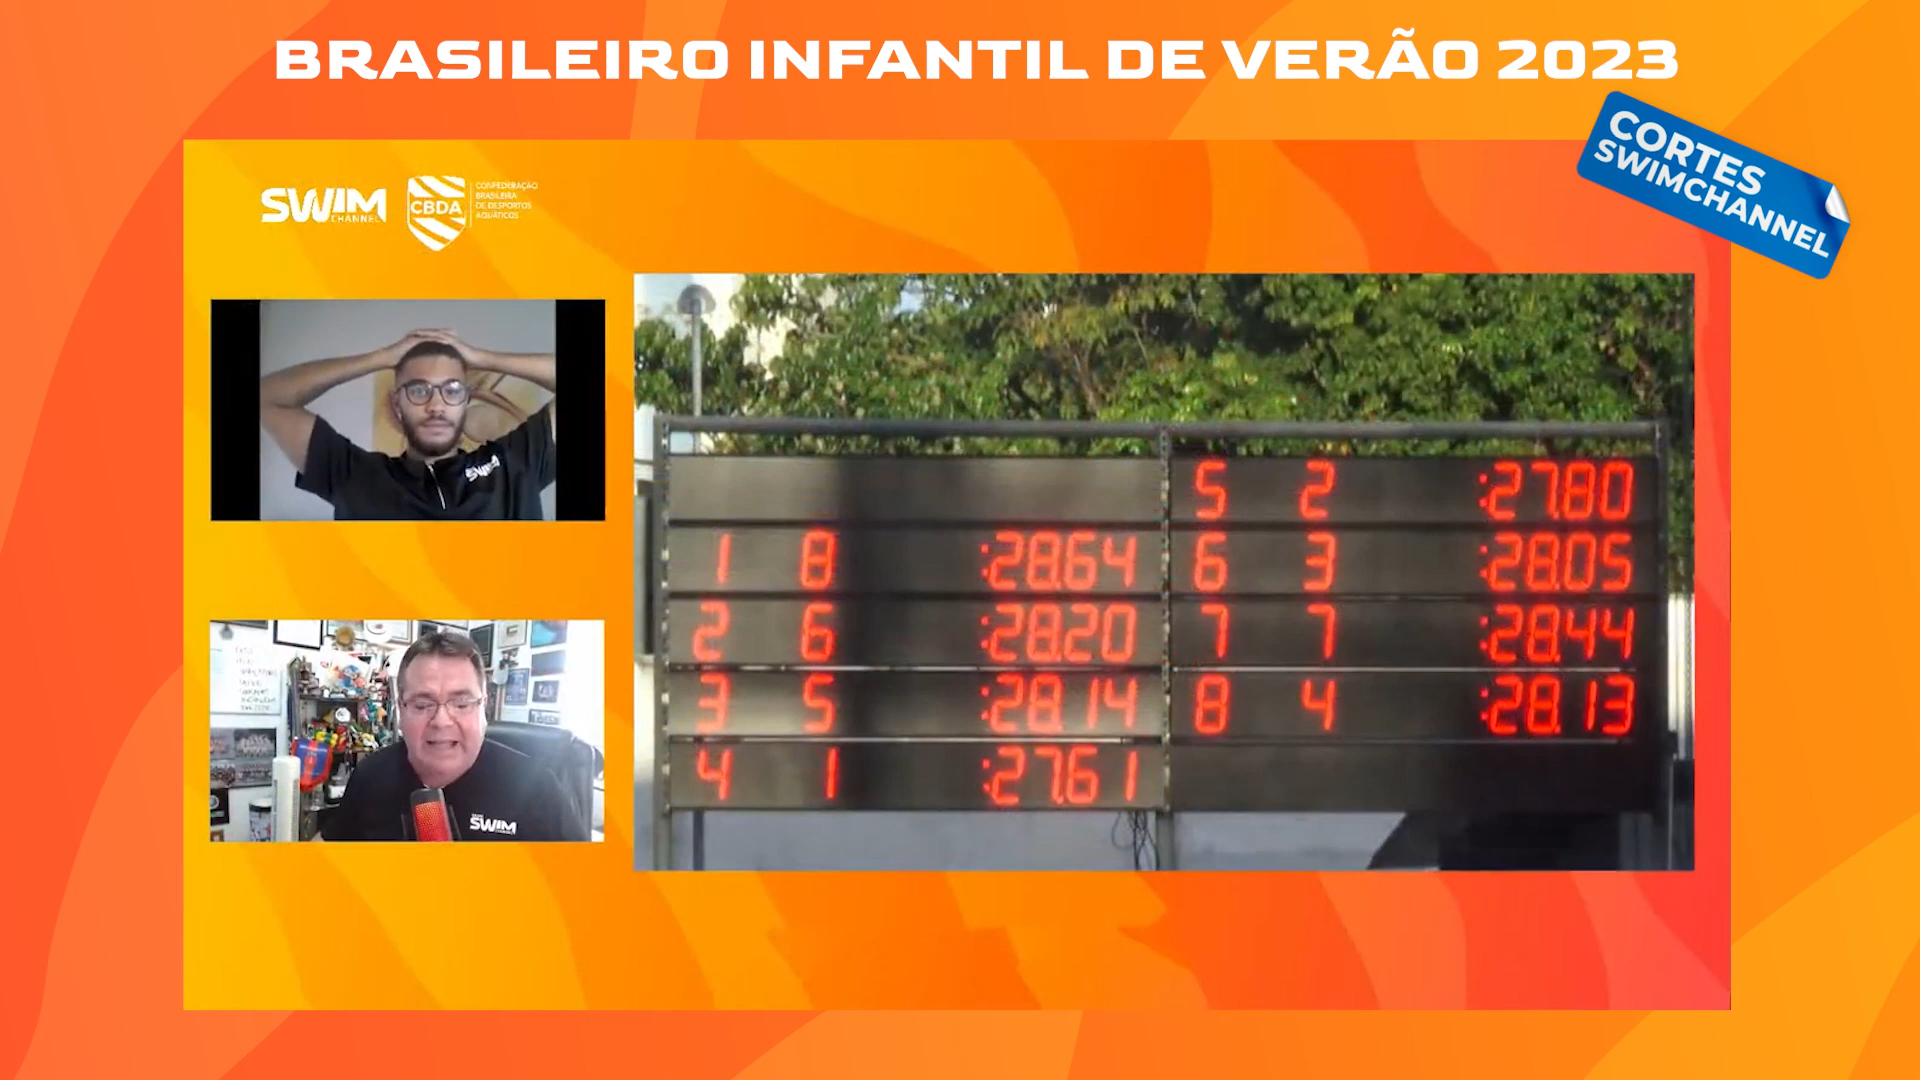 BRASILEIRO INFANTIL DE VERÃO 2023
CORTES
SWIMCHANNEL
SWIM
CHANNEL
CBDA
CONFEDERAÇÃO
BRASILEIRA
DE DESPORTOS
AQUÁTICOS
SWIM
SWIM
1 8 :28.64
2 6 :28.20
3 5 :28.14
4 1 :27.61
5 2 :27.80
6 3 :28.05
7 7 :28.44
8 4 :28.13